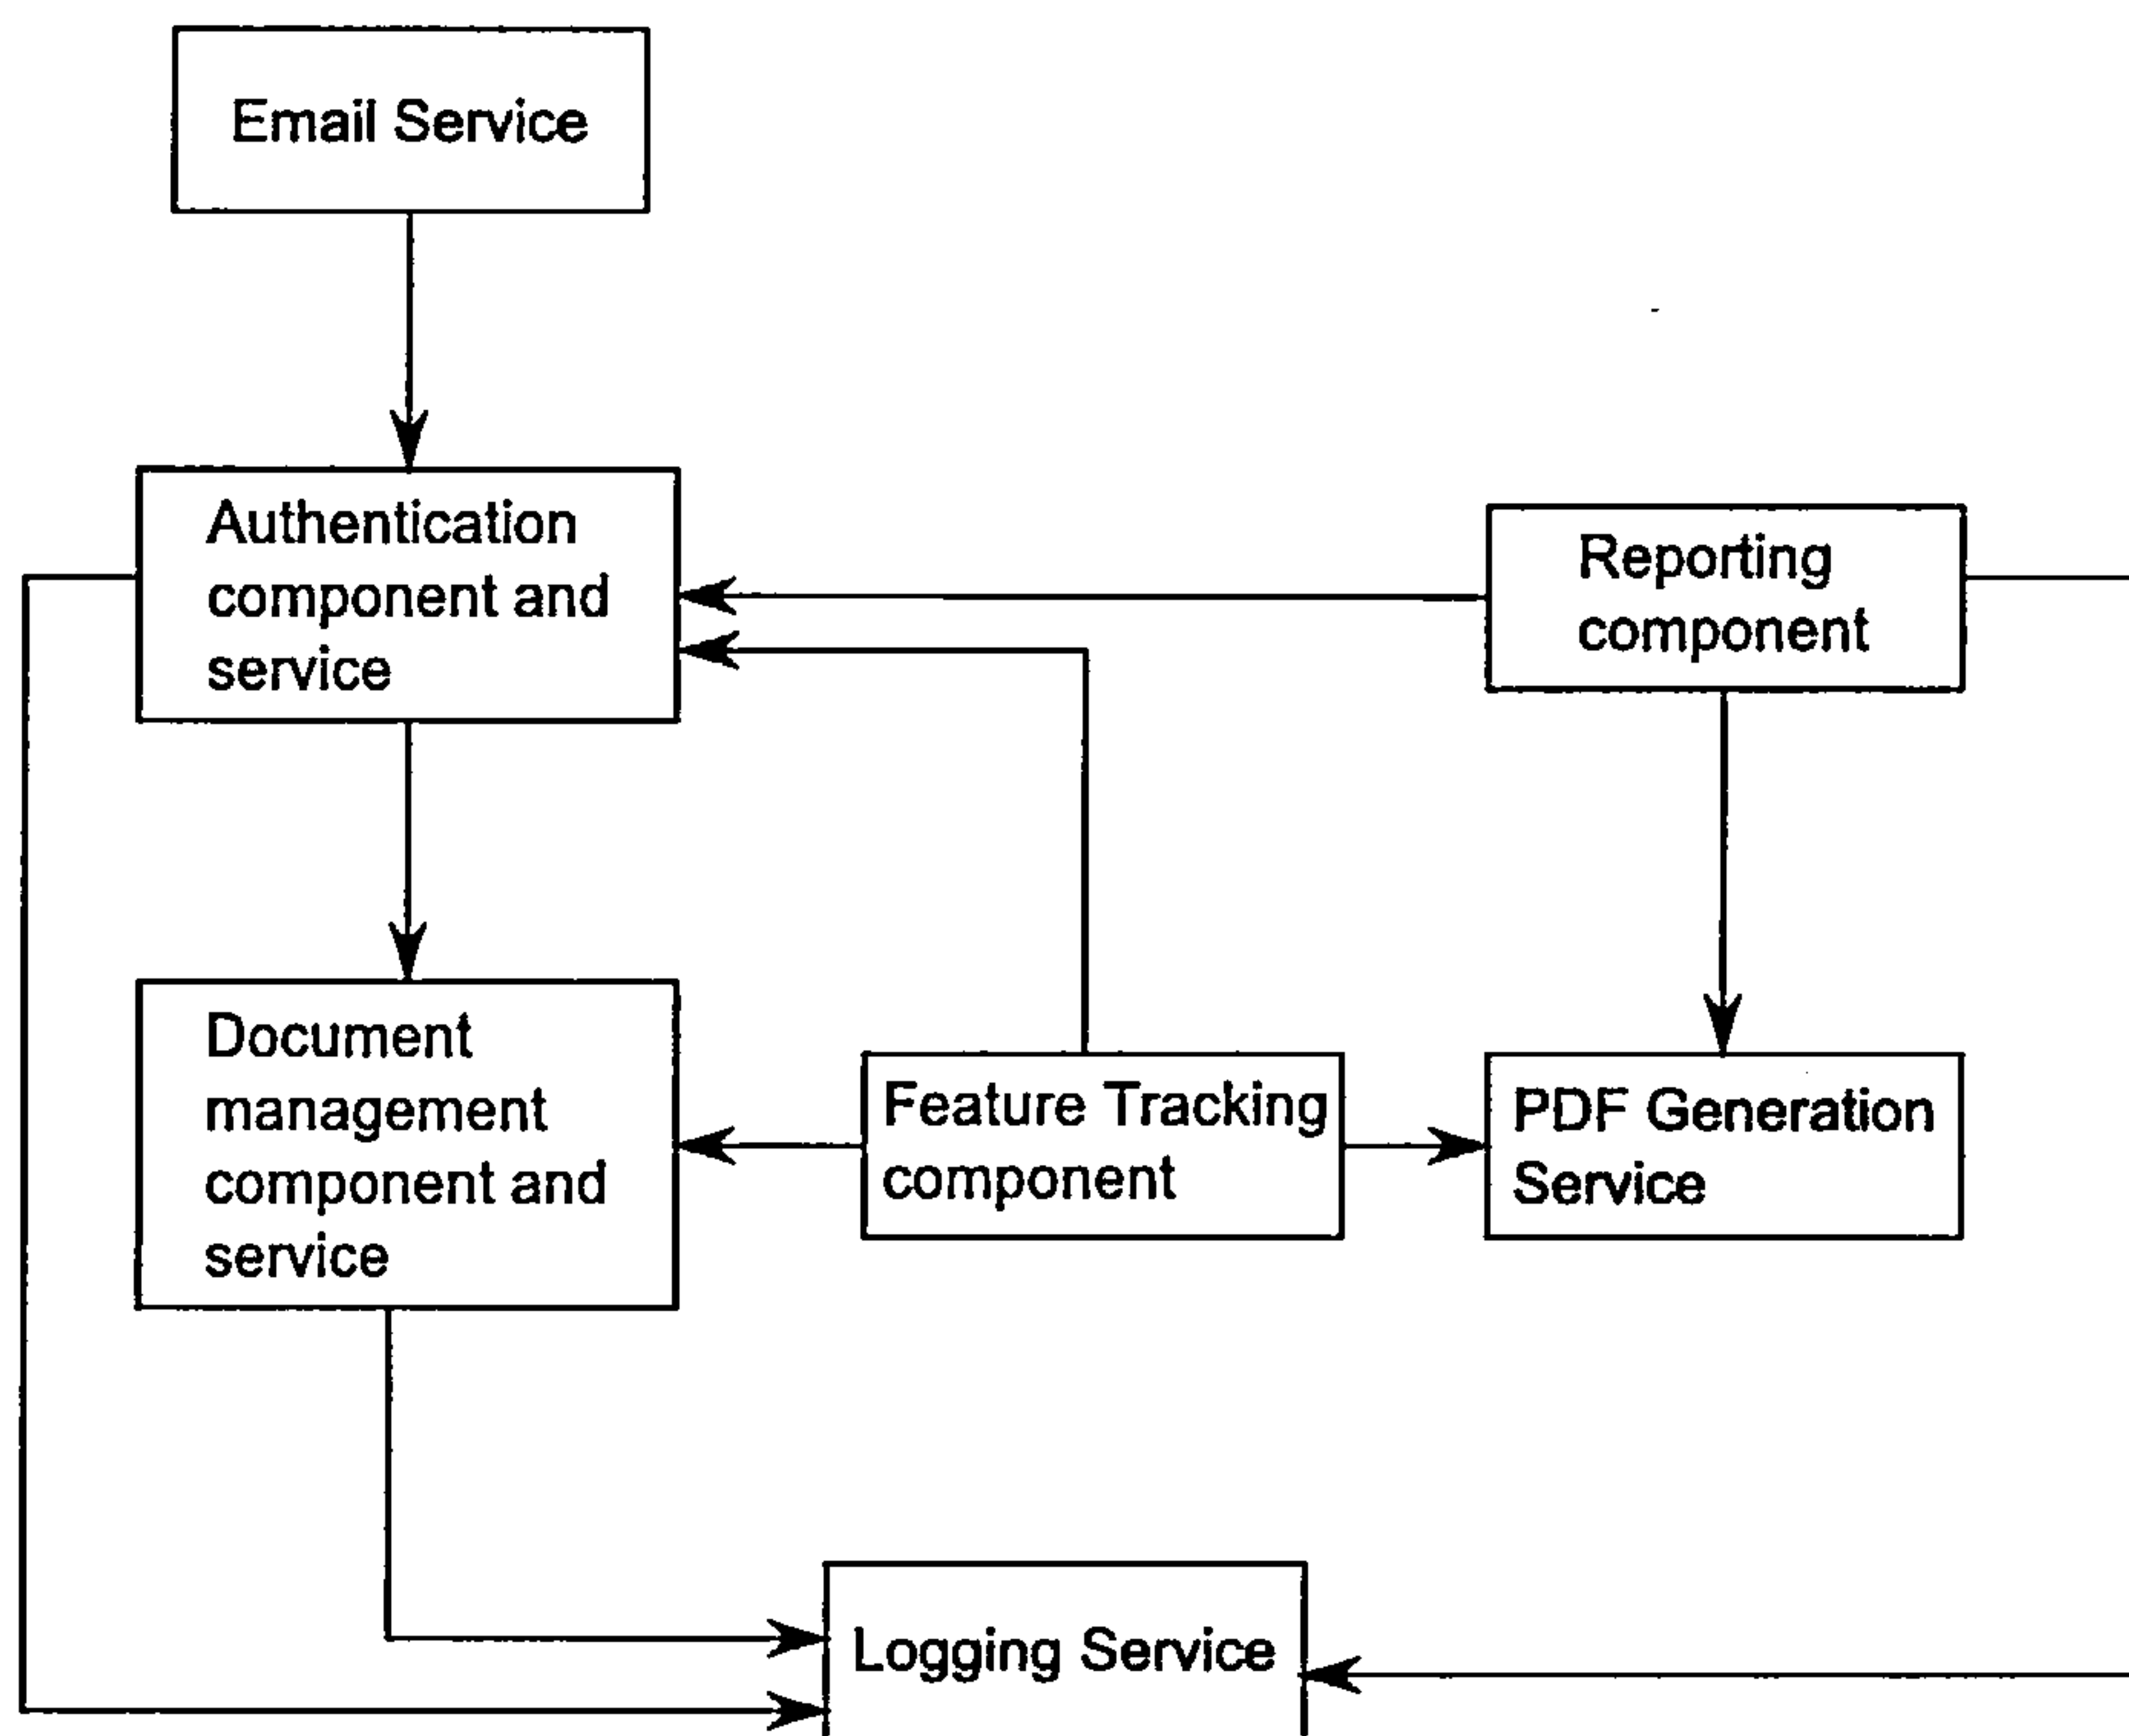 Email Service
Authentication
component and
service
Reporting
component
Document
management
component and
service
Feature Tracking
component
PDF Generation
Service
Logging Service